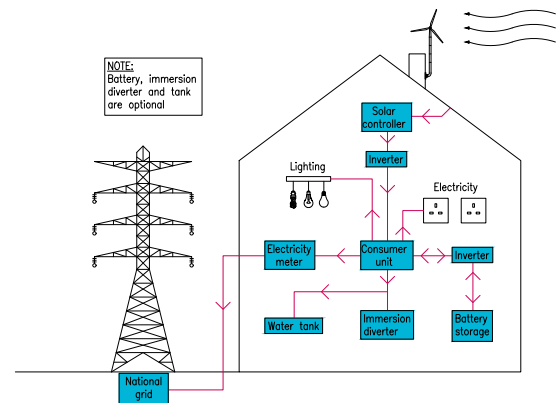 NOTE:
Battery, immersion
diverter and tank
are optional
Solar
controller
Inverter
Lighting
Electricity
Electricity
meter
Consumer
unit
Inverter
Water tank
Immersion
diverter
Battery
storage
National
grid